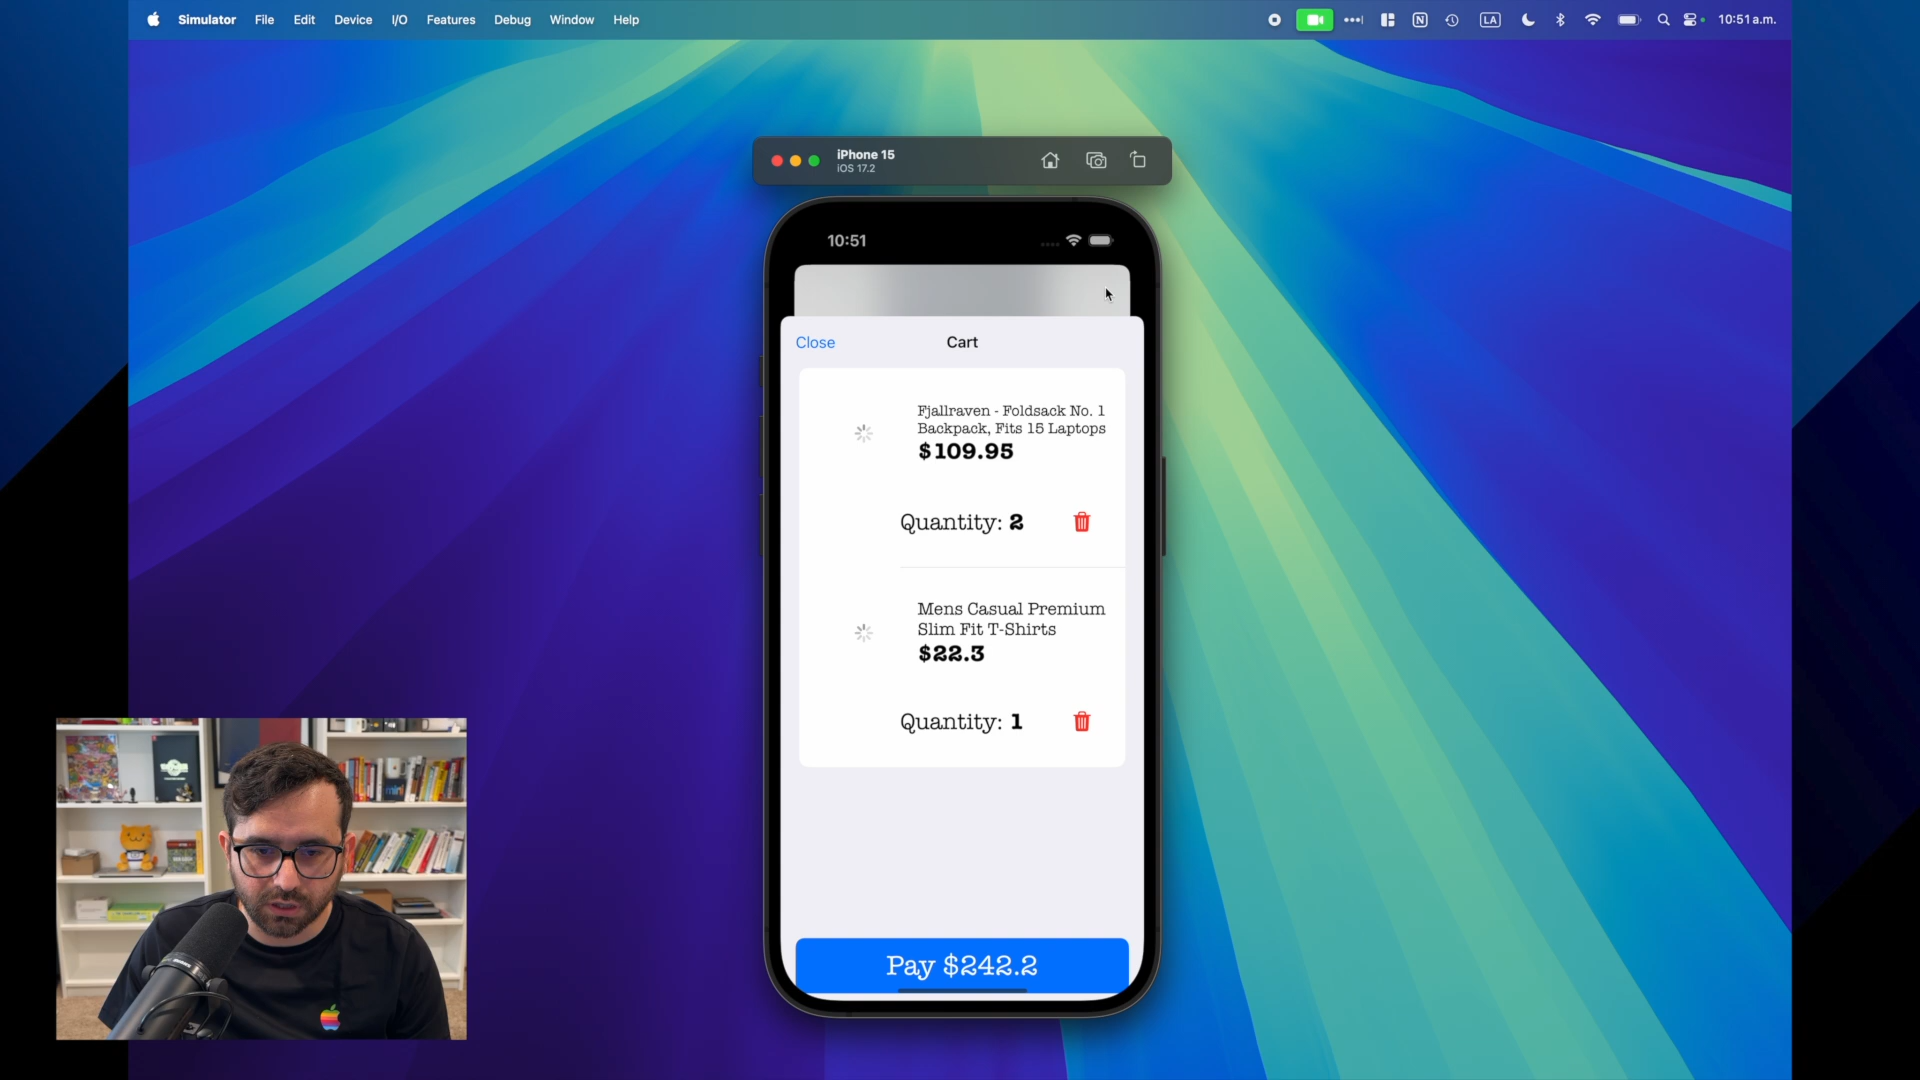 Simulator File Edit Device I/O Features Debug Window Help
LA
10:51 a.m.
iPhone 15
iOS 17.2
10:51
Close
Cart
Fjallraven - Foldsack No. 1
Backpack, Fits 15 Laptops
$109.95
Quantity: 2
Mens Casual Premium
Slim Fit T-Shirts
$22.3
Quantity: 1
Pay $242.2
mini